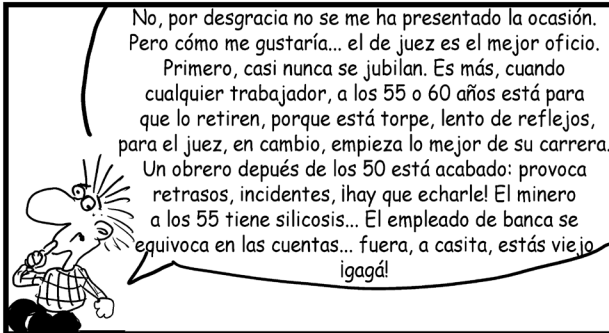 No, por desgracia no se me ha presentado la ocasión.
Pero cómo me gustaría... el de juez es el mejor oficio.
Primero, casi nunca se jubilan. Es más, cuando
cualquier trabajador, a los 55 o 60 años está para
que lo retiren, porque está torpe, lento de reflejos,
para el juez, en cambio, empieza lo mejor de su carrera.
Un obrero depués de los 50 está acabado: provoca
retrasos, incidentes, ¡hay que echarle! El minero
a los 55 tiene silicosis... El empleado de banca se
equivoca en las cuentas... fuera, a casita, estás viejo,
¡gagá!